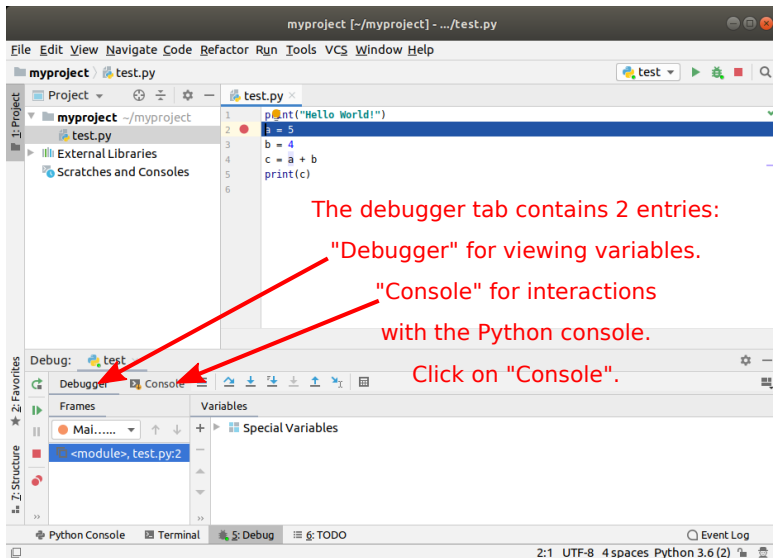 myproject [~/myproject] - .../test.py
File Edit View Navigate Code Refactor Run Tools VCS Window Help
myproject test.py
test
Project
test.py
1: Project
myproject ~/myproject
test.py
External Libraries
Scratches and Consoles
1 print("Hello World!")
2 a = 5
3 b = 4
4 c = a + b
5 print(c)
6
The debugger tab contains 2 entries:
"Debugger" for viewing variables.
"Console" for interactions
with the Python console.
Click on "Console".
Debug: test
Debugger Console
Frames Variables
Mai...... Special Variables
<module>, test.py:2
2: Favorites
7: Structure
Python Console Terminal 5: Debug 6: TODO Event Log
2:1 UTF-8 4 spaces Python 3.6 (2)